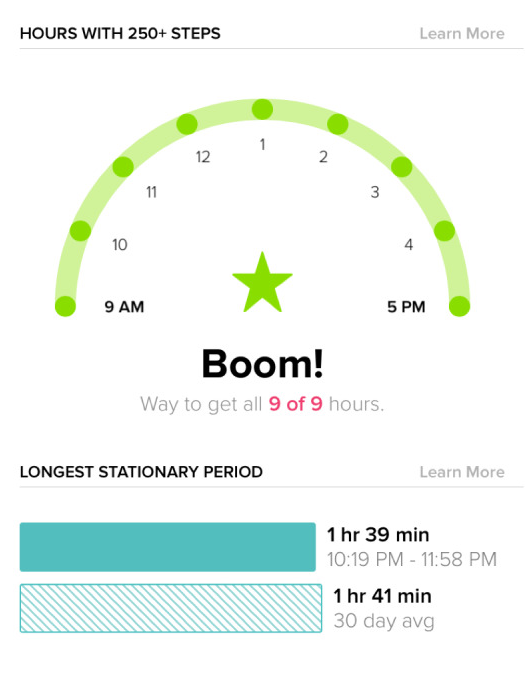 HOURS WITH 250+ STEPS
Learn More
1
12
2
11
3
10
4
9 AM
5 PM
Boom!
Way to get all 9 of 9 hours.
LONGEST STATIONARY PERIOD
Learn More
1 hr 39 min
10:19 PM - 11:58 PM
1 hr 41 min
30 day avg